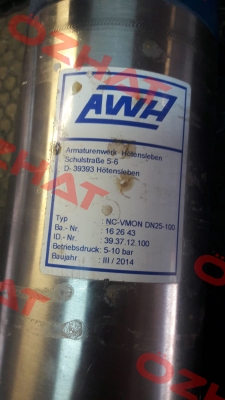 AWH
Armaturenwerk Hötensleben
Schulstraße 5-6
D- 39393 Hötensleben
Typ : NC-VMON DN25-100
Ba.- Nr. : 16 26 43
ID.- Nr. : 39.37 12.100
Betriebsdruck: 5-10 bar
Baujahr : III / 2014
OZHAT
OZHAT
OZHAT
OZHAT